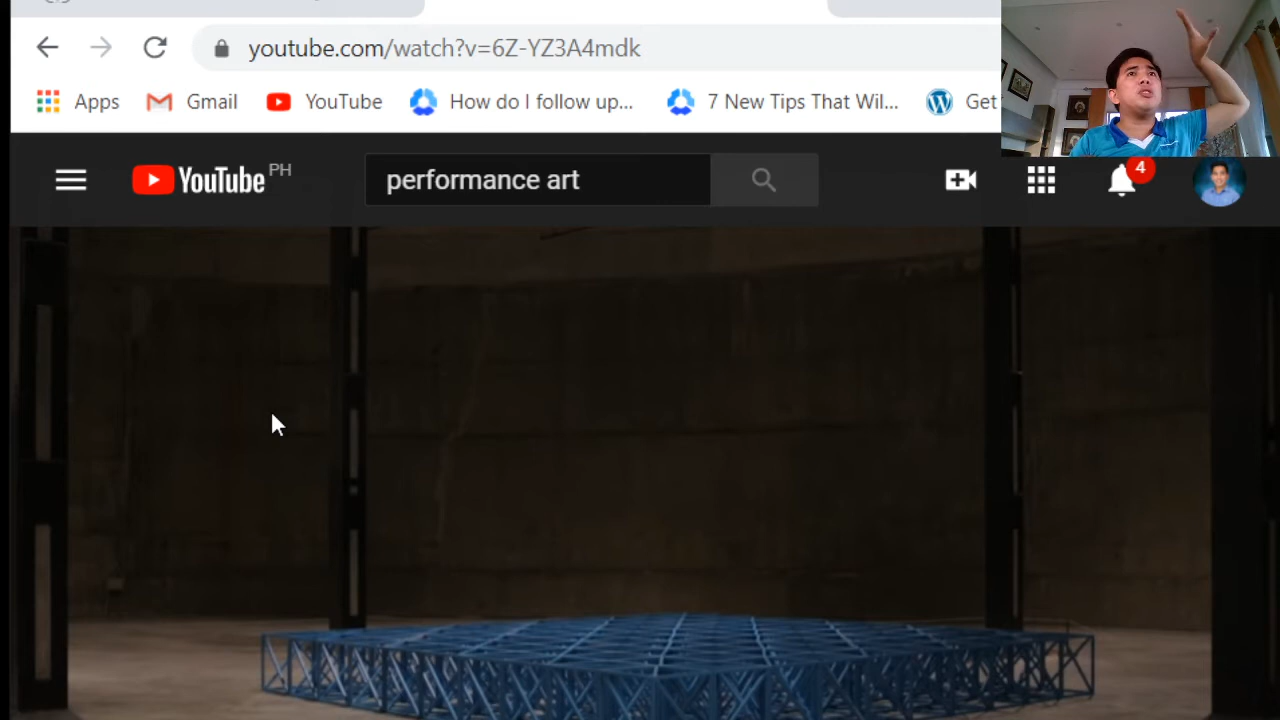 youtube.com/watch?v=6Z-YZ3A4mdk
Apps Gmail YouTube How do I follow up... 7 New Tips That Wil... Get
YouTube PH performance art 4